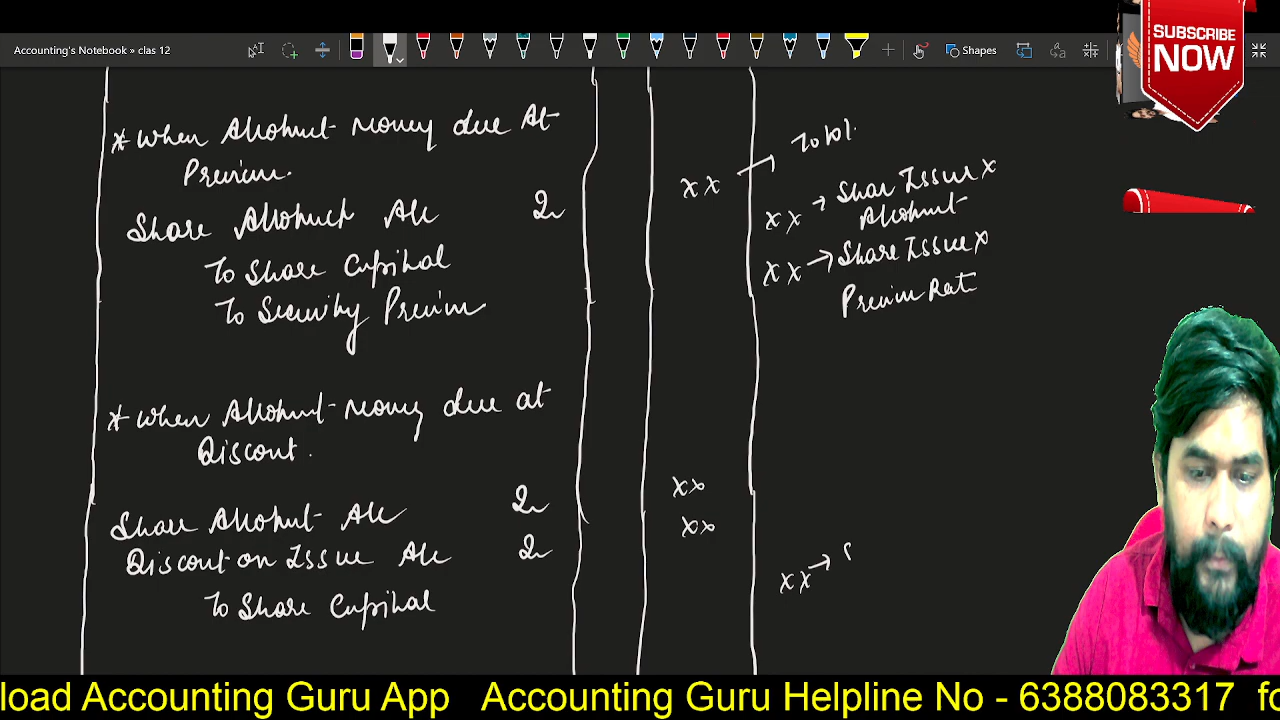 SUBSCRIBE
NOW
Accounting's Notebook » clas 12
Shapes
* When Allotment Money due At
Premium.
Share Allotment A/c Dr
To Share Capital
To Security Premium
xx → Total
xx → Share Issue x
Allotment
xx → Share Issue x
Premium Rate
* When Allotment Money due at
Discount.
Share Allotment A/c Dr xx
Discount on Issue A/c Dr xx
To Share Capital xx →
load Accounting Guru App Accounting Guru Helpline No - 6388083317 fo